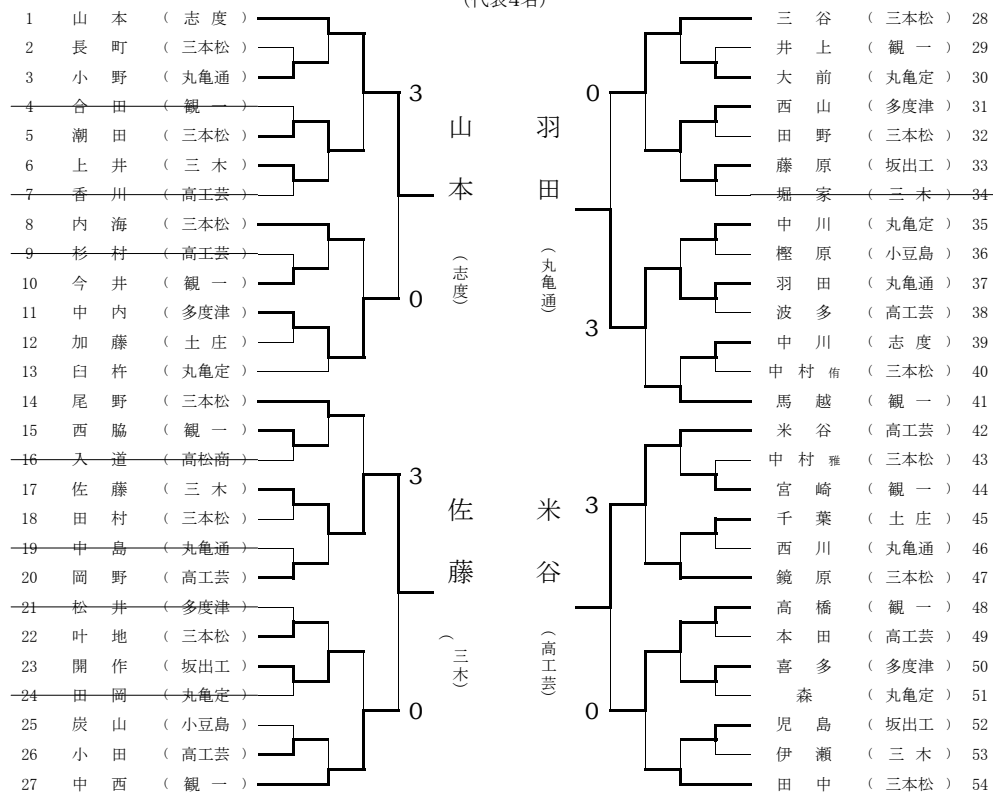 (代表4名)
1 山本 （志度）
2 長町 （三本松）
3 小野 （丸亀通）
4 合田 （観一）
5 潮田 （三本松）
6 上井 （三木）
7 香川 （高工芸）
8 内海 （三本松）
9 杉村 （高工芸）
10 今井 （観一）
11 中内 （多度津）
12 加藤 （土庄）
13 臼杵 （丸亀定）
14 尾野 （三本松）
15 西脇 （観一）
16 入道 （高松商）
17 佐藤 （三木）
18 田村 （三本松）
19 中島 （丸亀通）
20 岡野 （高工芸）
21 松井 （多度津）
22 叶地 （三本松）
23 開作 （坂出工）
24 田岡 （丸亀定）
25 炭山 （小豆島）
26 小田 （高工芸）
27 中西 （観一）
3
0
3
0
山本（志度）
佐藤（三木）
羽田（丸亀通）
米谷（高工芸）
0
3
3
0
三谷 （三本松） 28
井上 （観一） 29
大前 （丸亀定） 30
西山 （多度津） 31
田野 （三本松） 32
藤原 （坂出工） 33
堀家 （三木） 34
中川 （丸亀定） 35
樫原 （小豆島） 36
羽田 （丸亀通） 37
波多 （高工芸） 38
中川 （志度） 39
中村侑 （三本松） 40
馬越 （観一） 41
米谷 （高工芸） 42
中村雅 （三本松） 43
宮崎 （観一） 44
千葉 （土庄） 45
西川 （丸亀通） 46
鏡原 （三本松） 47
高橋 （観一） 48
本田 （高工芸） 49
喜多 （多度津） 50
森 （丸亀定） 51
児島 （坂出工） 52
伊瀬 （三木） 53
田中 （三本松） 54